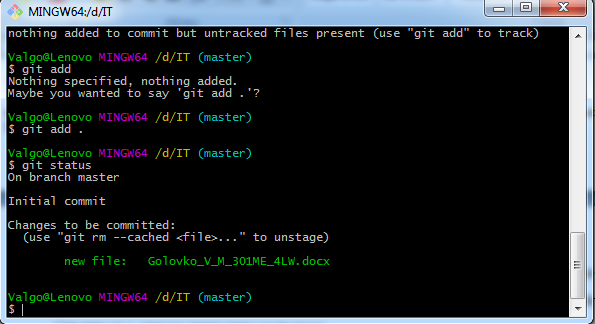 MINGW64:/d/IT
nothing added to commit but untracked files present (use "git add" to track)
Valgo@Lenovo MINGW64 /d/IT (master)
$ git add
Nothing specified, nothing added.
Maybe you wanted to say 'git add .'?
Valgo@Lenovo MINGW64 /d/IT (master)
$ git add .
Valgo@Lenovo MINGW64 /d/IT (master)
$ git status
On branch master
Initial commit
Changes to be committed:
(use "git rm --cached <file>..." to unstage)
new file: Golovko_V_M_301ME_4LW.docx
Valgo@Lenovo MINGW64 /d/IT (master)
$